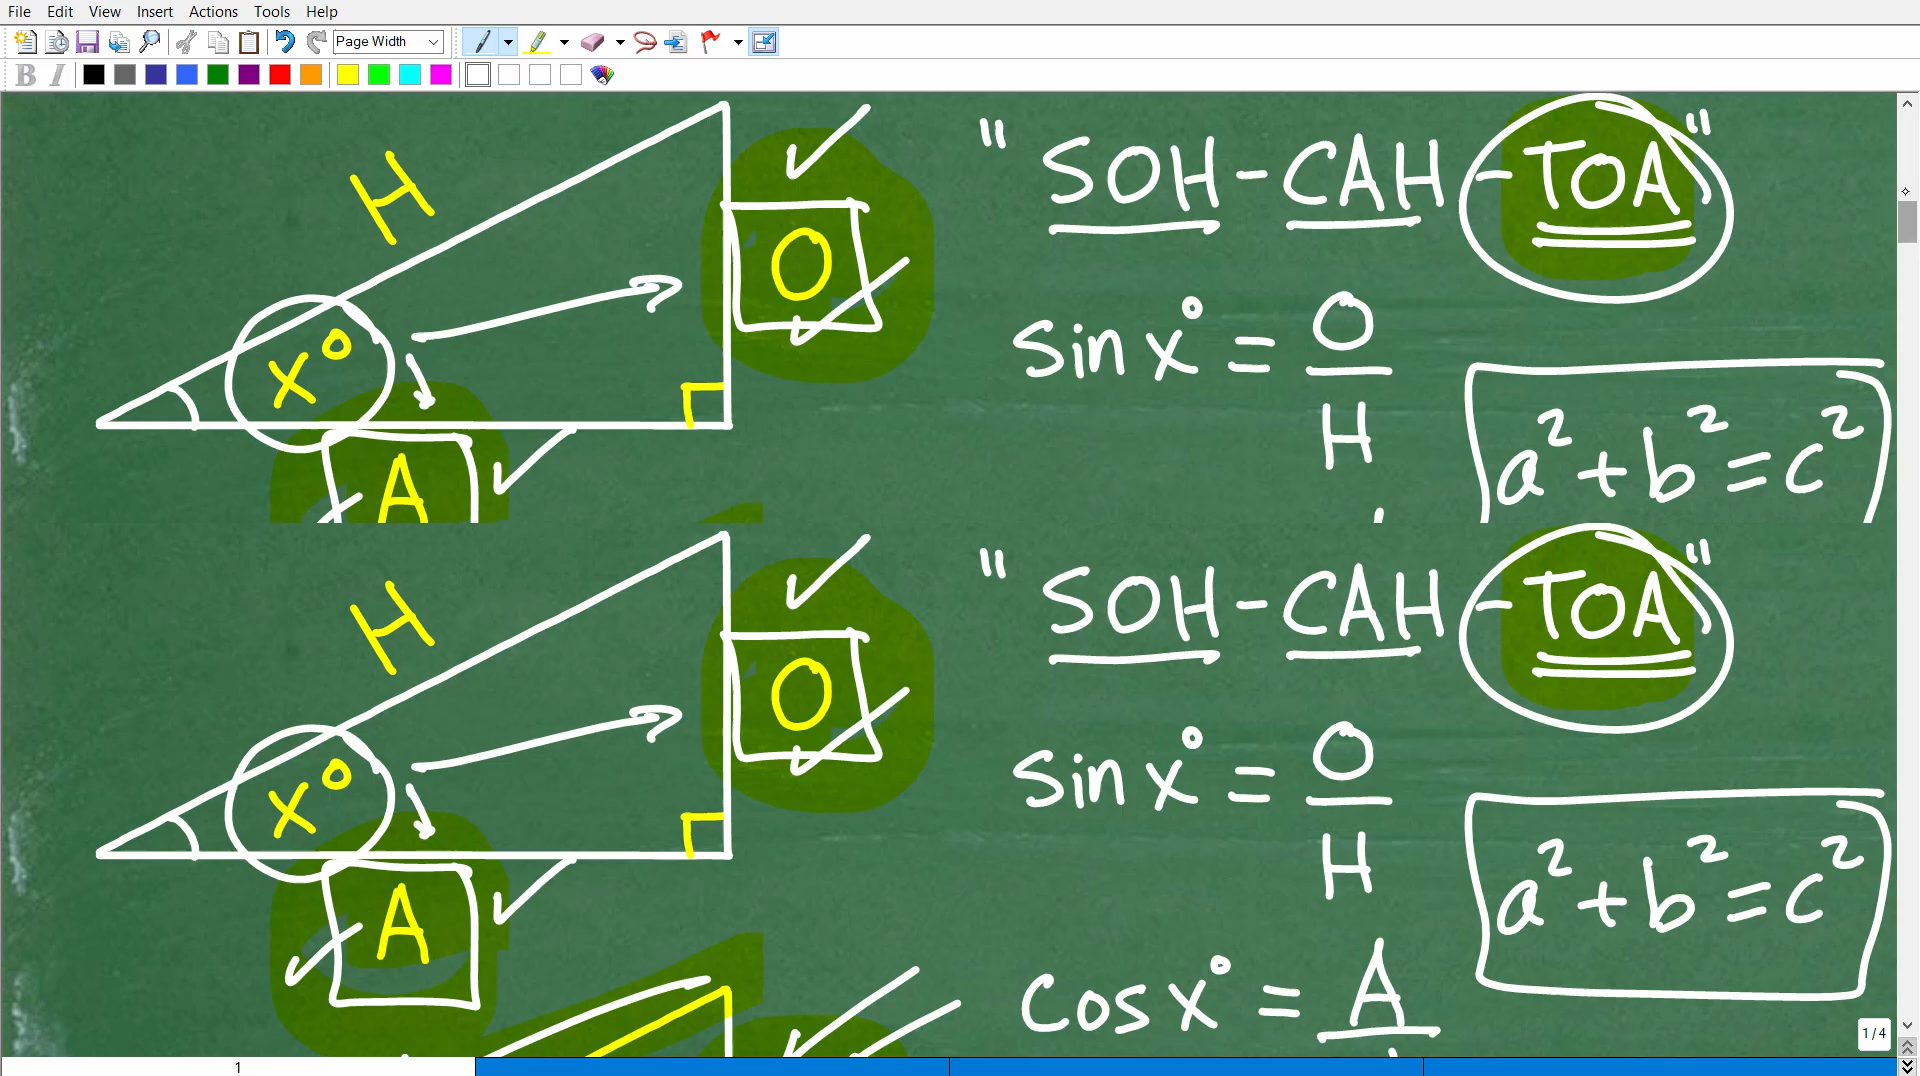 File Edit View Insert Actions Tools Help
Page Width
B I
H
O
x°
A
" SOH-CAH-TOA "
sin x° = O
H
a² + b² = c²
H
O
x°
A
" SOH-CAH-TOA "
sin x° = O
H
a² + b² = c²
cos x° = A
1 / 4
1